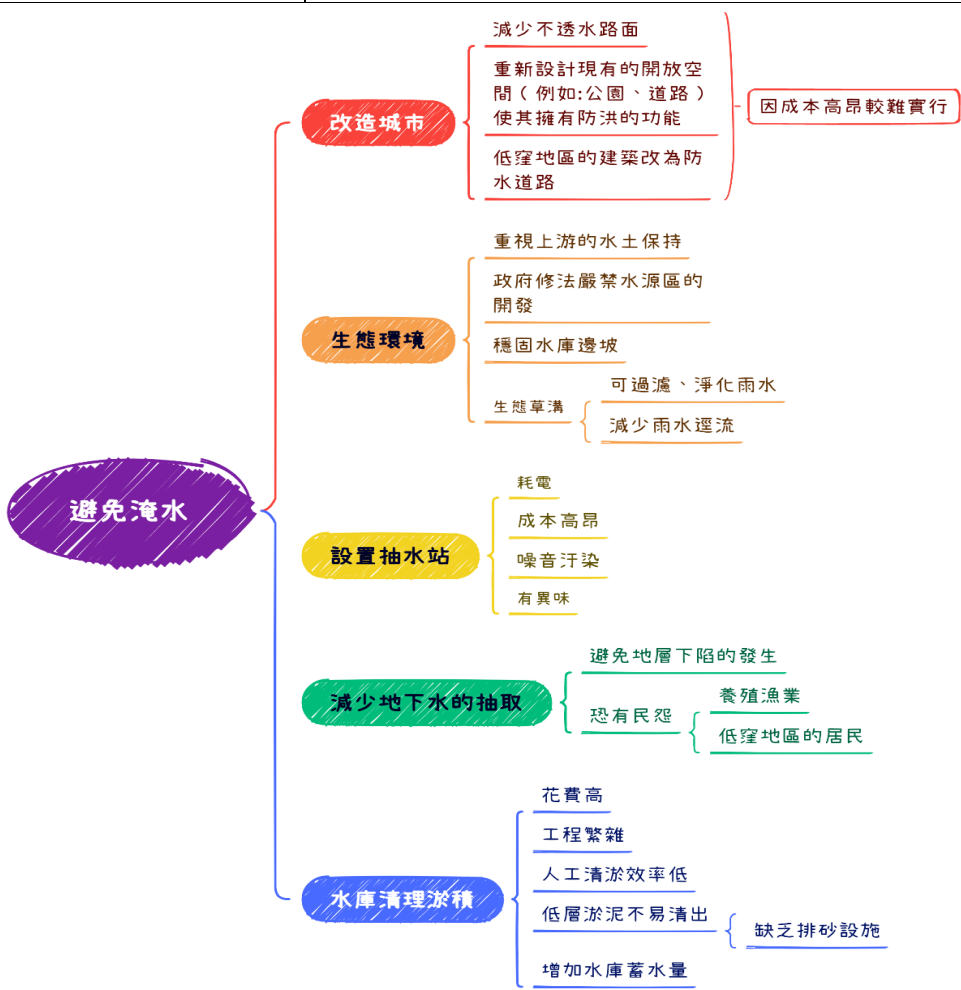 避免淹水
改造城市
減少不透水路面
重新設計現有的開放空
間（例如:公園、道路）
使其擁有防洪的功能
低窪地區的建築改為防
水道路
因成本高昂較難實行
生態環境
重視上游的水土保持
政府修法嚴禁水源區的
開發
穩固水庫邊坡
生態草溝
可過濾、淨化雨水
減少雨水逕流
設置抽水站
耗電
成本高昂
噪音汙染
有異味
減少地下水的抽取
避免地層下陷的發生
恐有民怨
養殖漁業
低窪地區的居民
水庫清理淤積
花費高
工程繁雜
人工清淤效率低
低層淤泥不易清出
缺乏排砂設施
增加水庫蓄水量